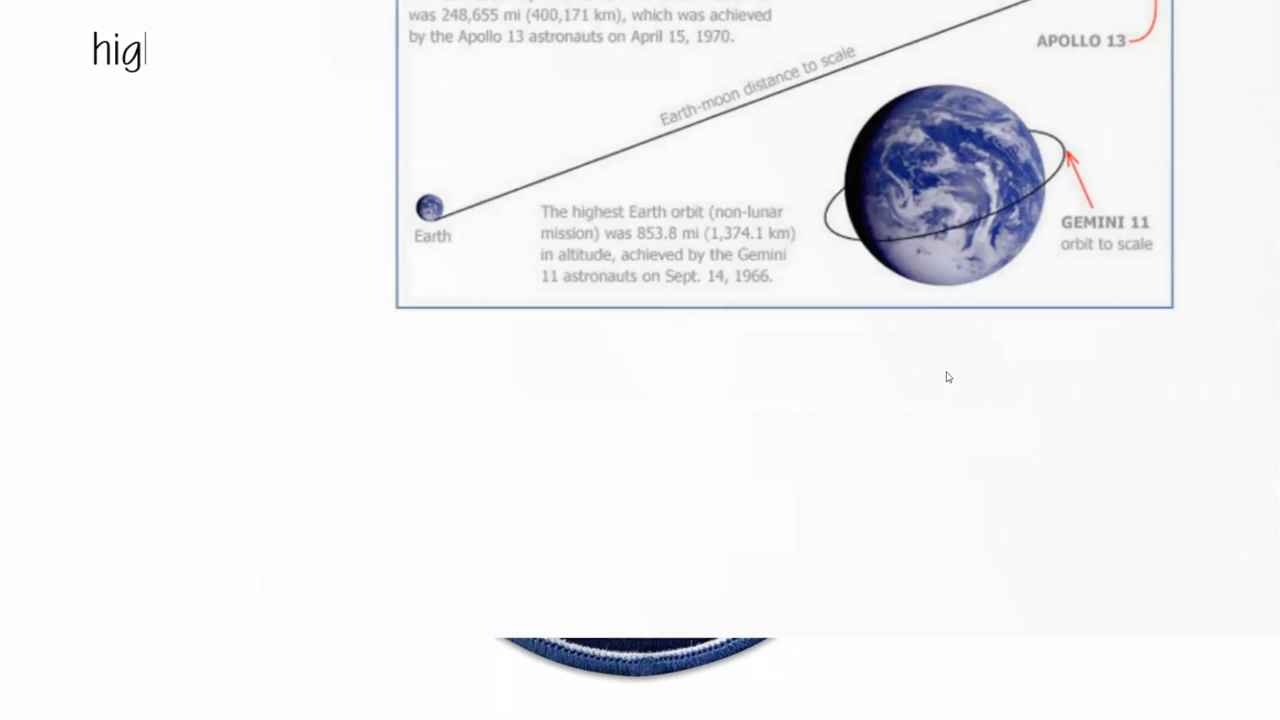 was 248,655 mi (400,171 km), which was achieved
by the Apollo 13 astronauts on April 15, 1970.
APOLLO 13
Earth-moon distance to scale
Earth
The highest Earth orbit (non-lunar
mission) was 853.8 mi (1,374.1 km)
in altitude, achieved by the Gemini
11 astronauts on Sept. 14, 1966.
GEMINI 11
orbit to scale